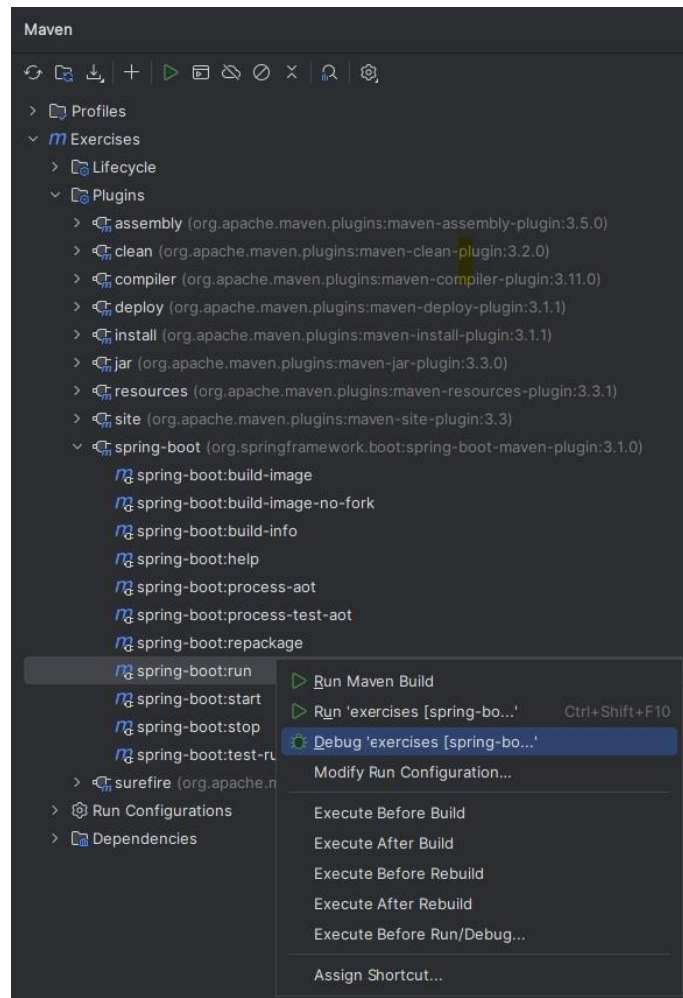 Maven
Profiles
Exercises
Lifecycle
Plugins
assembly (org.apache.maven.plugins:maven-assembly-plugin:3.5.0)
clean (org.apache.maven.plugins:maven-clean-plugin:3.2.0)
compiler (org.apache.maven.plugins:maven-compiler-plugin:3.11.0)
deploy (org.apache.maven.plugins:maven-deploy-plugin:3.1.1)
install (org.apache.maven.plugins:maven-install-plugin:3.1.1)
jar (org.apache.maven.plugins:maven-jar-plugin:3.3.0)
resources (org.apache.maven.plugins:maven-resources-plugin:3.3.1)
site (org.apache.maven.plugins:maven-site-plugin:3.3)
spring-boot (org.springframework.boot:spring-boot-maven-plugin:3.1.0)
spring-boot:build-image
spring-boot:build-image-no-fork
spring-boot:build-info
spring-boot:help
spring-boot:process-aot
spring-boot:process-test-aot
spring-boot:repackage
spring-boot:run
spring-boot:start
spring-boot:stop
spring-boot:test-ru
surefire (org.apache.m
Run Configurations
Dependencies
Run Maven Build
Run 'exercises [spring-bo...' Ctrl+Shift+F10
Debug 'exercises [spring-bo...'
Modify Run Configuration...
Execute Before Build
Execute After Build
Execute Before Rebuild
Execute After Rebuild
Execute Before Run/Debug...
Assign Shortcut...